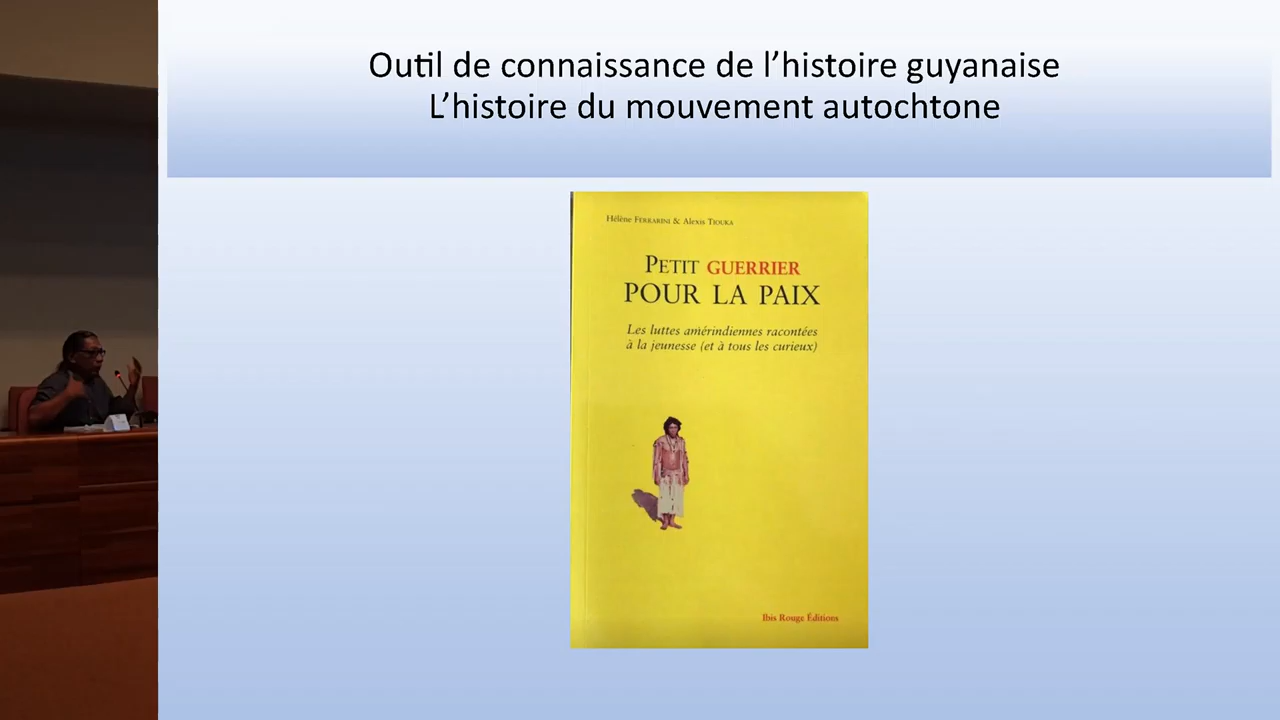 Outil de connaissance de l’histoire guyanaise
L’histoire du mouvement autochtone
Hélène FERRARINI & Alexis TIOUKA
PETIT GUERRIER
POUR LA PAIX
Les luttes amérindiennes racontées
à la jeunesse (et à tous les curieux)
Ibis Rouge Éditions